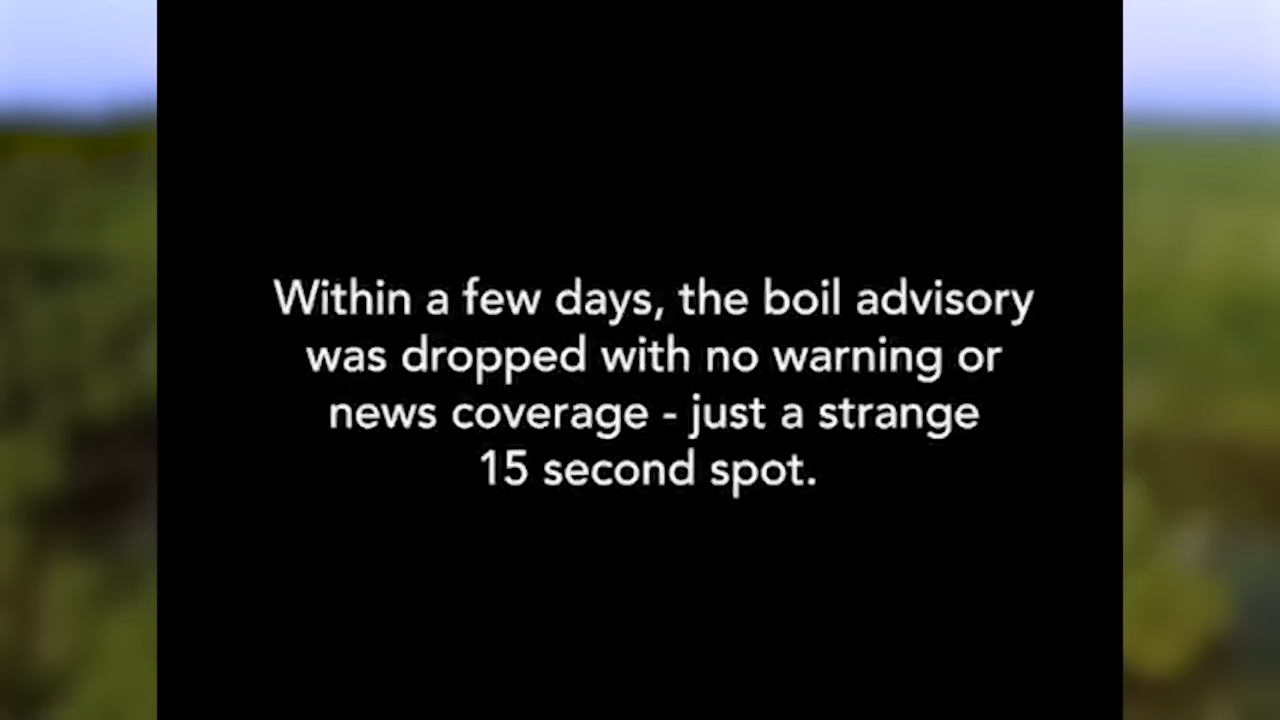 Within a few days, the boil advisory
was dropped with no warning or
news coverage - just a strange
15 second spot.